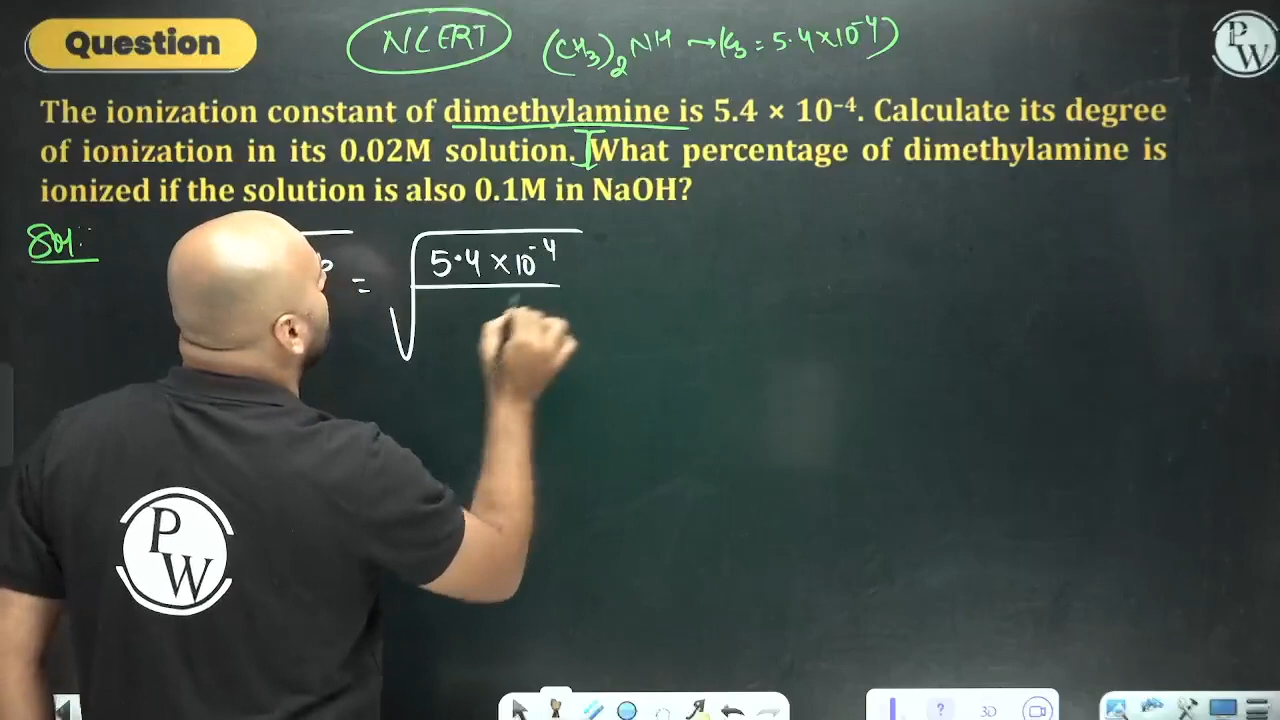 Question
NCERT
(CH₃)₂NH → Kb = 5.4×10⁻⁴)
PW
The ionization constant of dimethylamine is 5.4 × 10⁻⁴. Calculate its degree
of ionization in its 0.02M solution. What percentage of dimethylamine is
ionized if the solution is also 0.1M in NaOH?
Sol:
= √5.4×10⁻⁴
PW
? 3D